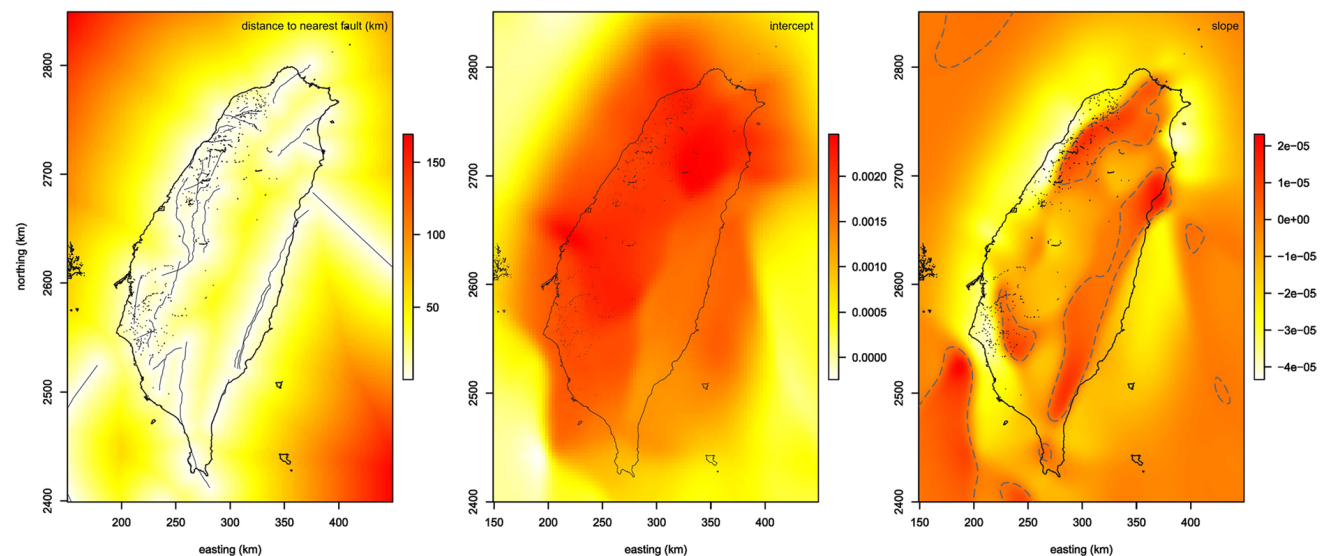 distance to nearest fault (km)
intercept
slope
northing (km)
2800
2700
2600
2500
2400
200
250
300
350
400
easting (km)
150
100
50
2800
2700
2600
2500
2400
150
200
250
300
350
400
easting (km)
0.0020
0.0015
0.0010
0.0005
0.0000
2800
2700
2600
2500
2400
150
200
250
300
350
400
easting (km)
2e-05
1e-05
0e+00
-1e-05
-2e-05
-3e-05
-4e-05